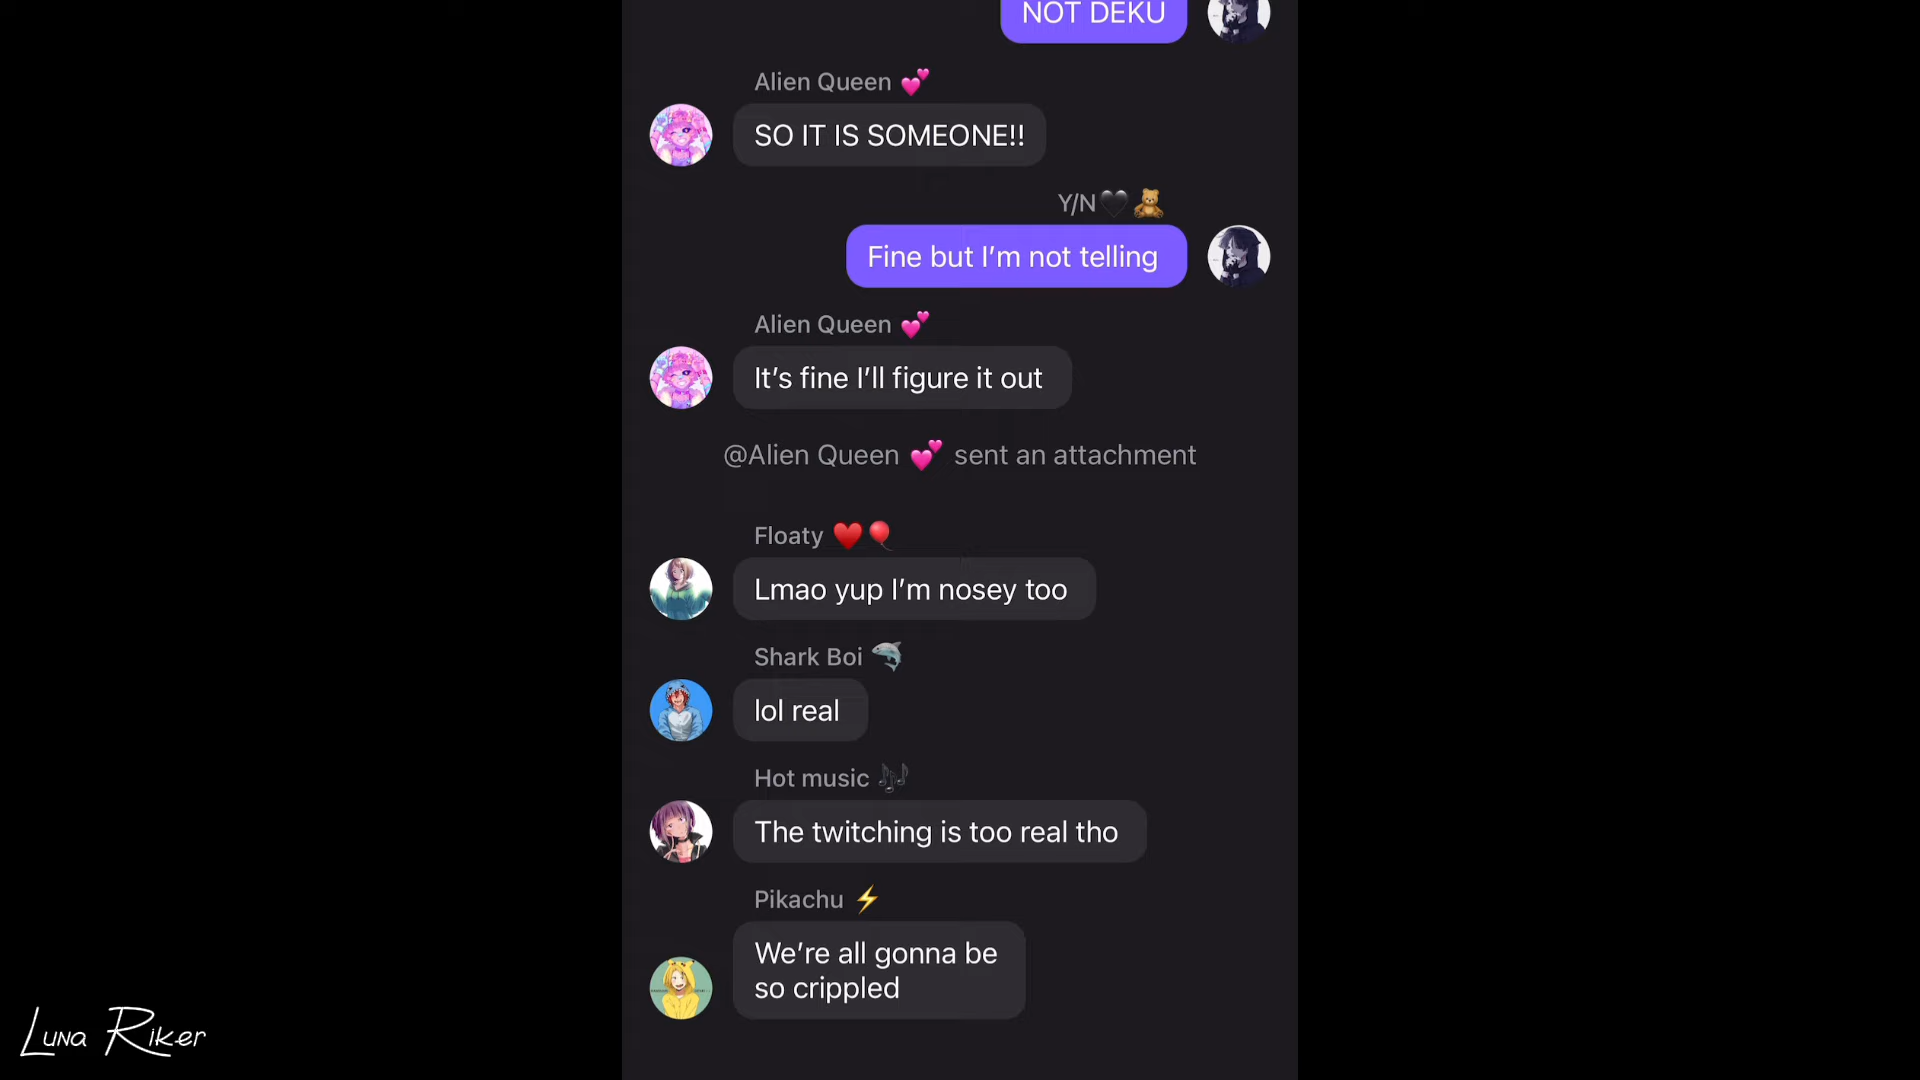 NOT DEKU
Alien Queen 💕
SO IT IS SOMEONE!!
Y/N🖤🧸
Fine but I’m not telling
Alien Queen 💕
It’s fine I’ll figure it out
@Alien Queen 💕 sent an attachment
Floaty ❤️🎈
Lmao yup I’m nosey too
Shark Boi 🦈
lol real
Hot music 🎶
The twitching is too real tho
Pikachu ⚡
We’re all gonna be
so crippled
Luna Riker